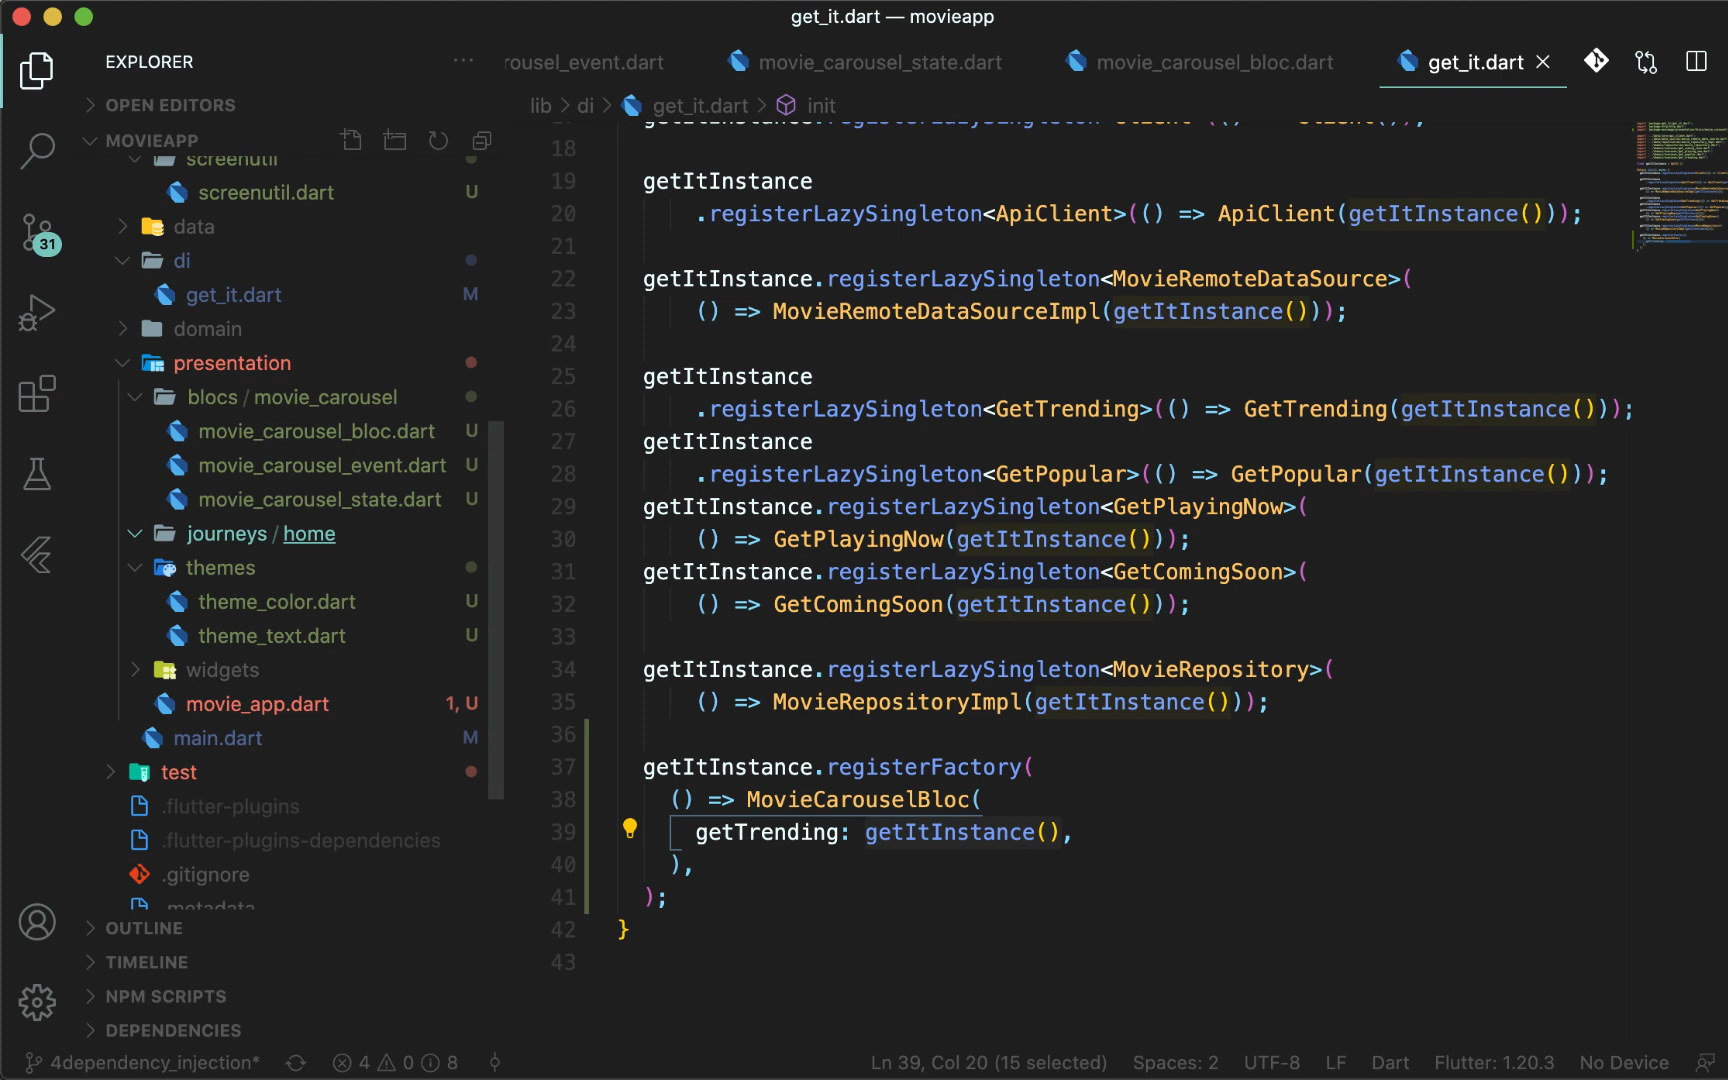 get_it.dart — movieapp
EXPLORER
rousel_event.dart
movie_carousel_state.dart
movie_carousel_bloc.dart
get_it.dart
OPEN EDITORS
lib > di > get_it.dart > init
MOVIEAPP
screenutil
screenutil.dart U
data
di
get_it.dart M
domain
presentation
blocs / movie_carousel
movie_carousel_bloc.dart U
movie_carousel_event.dart U
movie_carousel_state.dart U
journeys / home
themes
theme_color.dart U
theme_text.dart U
widgets
movie_app.dart 1, U
main.dart M
test
.flutter-plugins
.flutter-plugins-dependencies
.gitignore
.metadata
OUTLINE
TIMELINE
NPM SCRIPTS
DEPENDENCIES
31
18
19 getItInstance
20 .registerLazySingleton<ApiClient>(() => ApiClient(getItInstance()));
21
22 getItInstance.registerLazySingleton<MovieRemoteDataSource>(
23 () => MovieRemoteDataSourceImpl(getItInstance()));
24
25 getItInstance
26 .registerLazySingleton<GetTrending>(() => GetTrending(getItInstance()));
27 getItInstance
28 .registerLazySingleton<GetPopular>(() => GetPopular(getItInstance()));
29 getItInstance.registerLazySingleton<GetPlayingNow>(
30 () => GetPlayingNow(getItInstance()));
31 getItInstance.registerLazySingleton<GetComingSoon>(
32 () => GetComingSoon(getItInstance()));
33
34 getItInstance.registerLazySingleton<MovieRepository>(
35 () => MovieRepositoryImpl(getItInstance()));
36
37 getItInstance.registerFactory(
38 () => MovieCarouselBloc(
39 getTrending: getItInstance(),
40 ),
41 );
42 }
43
4dependency_injection* 4 0 8
Ln 39, Col 20 (15 selected) Spaces: 2 UTF-8 LF Dart Flutter: 1.20.3 No Device